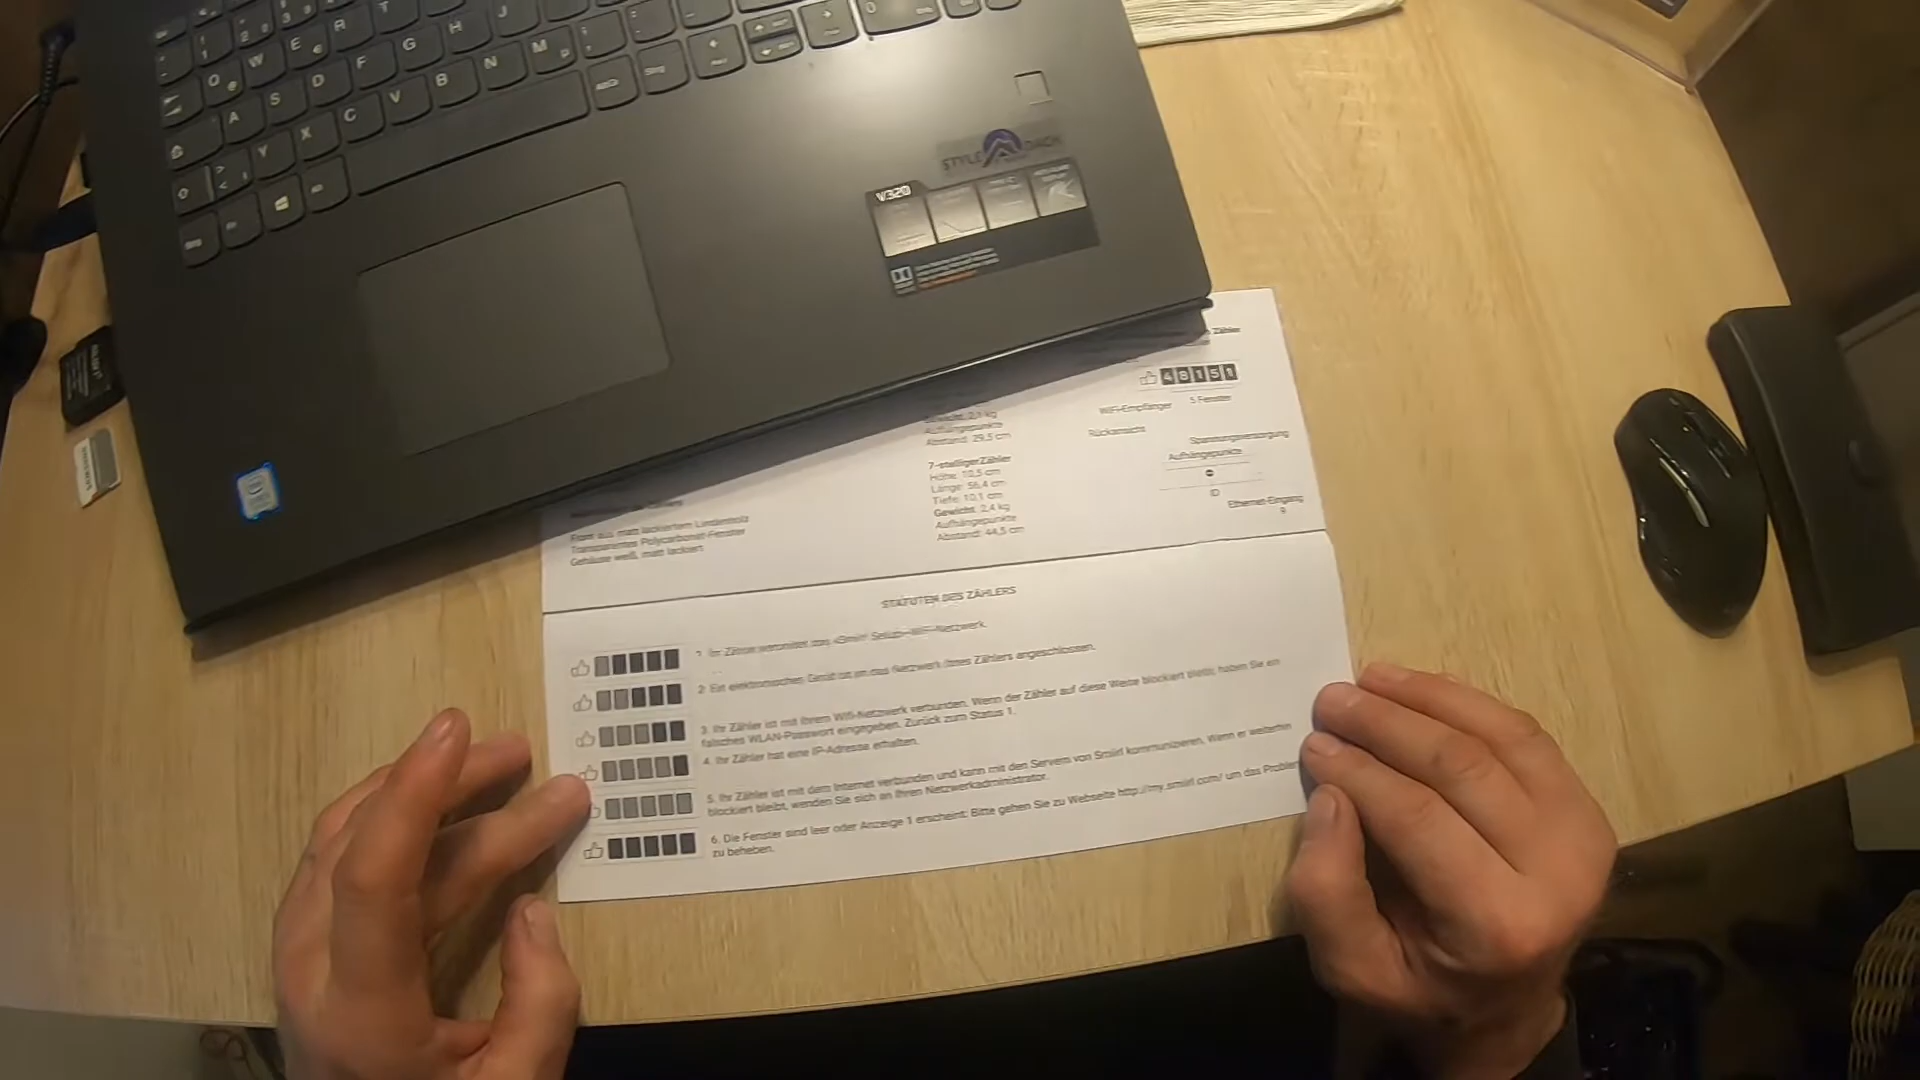 W E R T
G H J
A S D F
Y X C V B N M
STYLE DACH
V320
Zähler
48151
WiFi-Empfänger 5 Fenster
Rückansicht
Spannungsversorgung
Aufhängepunkte
ID
Ethernet-Eingang
9
Gewicht: 2,1 kg
Aufhängepunkte
Abstand: 29,5 cm
7-stelliger Zähler
Höhe: 10,5 cm
Länge: 56,4 cm
Tiefe: 10,1 cm
Gewicht: 2,4 kg
Aufhängepunkte
Abstand: 44,5 cm
Front aus matt lackiertem Lindenholz
Transparentes Polycarbonat-Fenster
Gehäuse weiß, matt lackiert
STATUTEN DES ZÄHLERS
1. Ihr Zähler verbreitet das «Smiirl Setup»-WiFi-Netzwerk.
2. Ein elektronisches Gerät ist an das Netzwerk Ihres Zählers angeschlossen.
3. Ihr Zähler ist mit Ihrem Wifi-Netzwerk verbunden. Wenn der Zähler auf diese Weise blockiert bleibt, haben Sie ein
falsches WLAN-Passwort eingegeben. Zurück zum Status 1.
4. Ihr Zähler hat eine IP-Adresse erhalten.
5. Ihr Zähler ist mit dem Internet verbunden und kann mit den Servern von Smiirl kommunizieren. Wenn er weiterhin
blockiert bleibt, wenden Sie sich an Ihren Netzwerkadministrator.
6. Die Fenster sind leer oder Anzeige 1 erscheint: Bitte gehen Sie zu Webseite http://my.smiirl.com/ um das Problem
zu beheben.